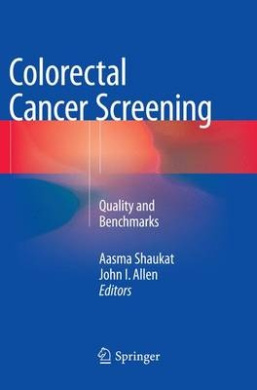 Colorectal
Cancer Screening
Quality and
Benchmarks
Aasma Shaukat
John I. Allen
Editors
Springer